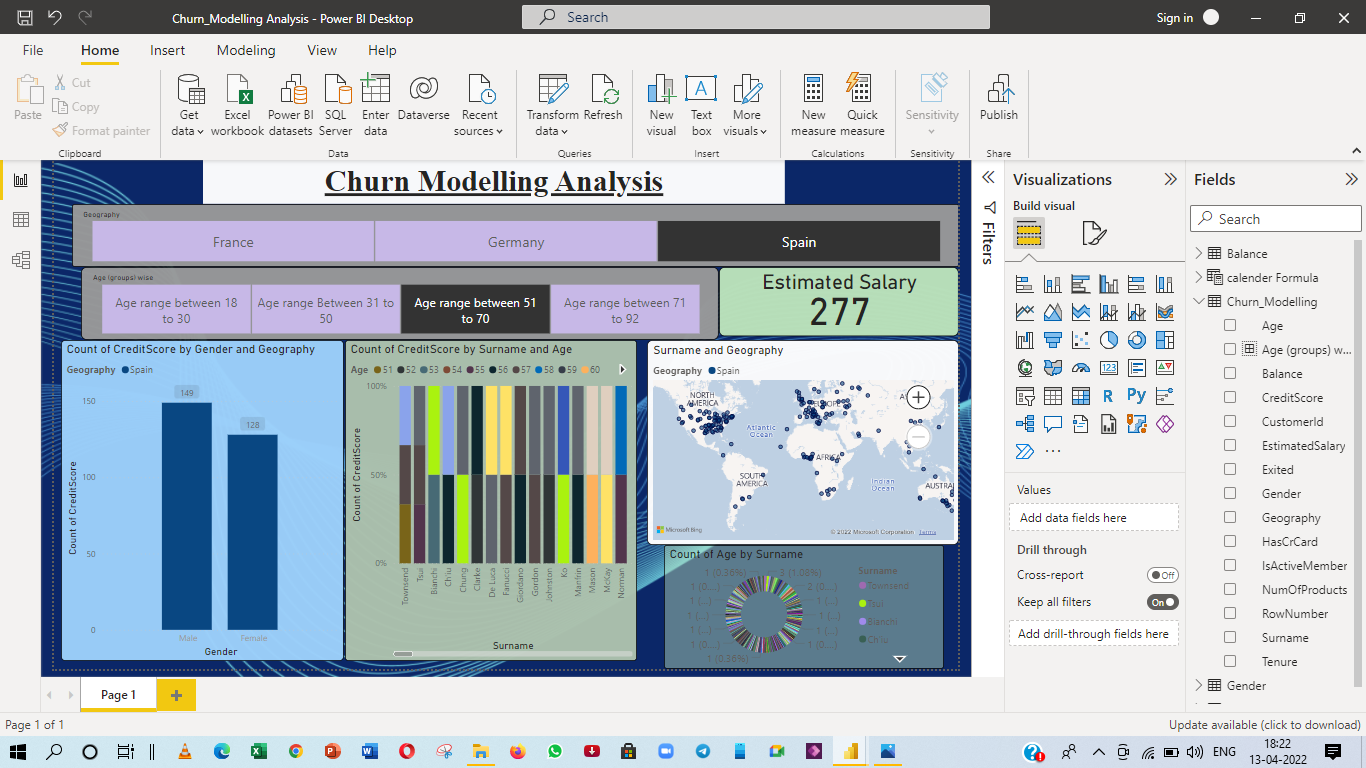 Churn_Modelling Analysis - Power BI Desktop
Search
Sign in
File Home Insert Modeling View Help
Paste
Cut
Copy
Format painter
Clipboard
Get data
Excel workbook
Power BI datasets
SQL Server
Enter data
Dataverse
Recent sources
Data
Transform data
Refresh
Queries
New visual
Text box
More visuals
Insert
New measure
Quick measure
Calculations
Sensitivity
Sensitivity
Publish
Share
Churn Modelling Analysis
Geography
France Germany Spain
Age (groups) wise
Age range between 18 to 30
Age range Between 31 to 50
Age range between 51 to 70
Age range between 71 to 92
Estimated Salary
277
Count of CreditScore by Gender and Geography
Geography Spain
150
100
50
0
149
128
Male Female
Gender
Count of CreditScore
Count of CreditScore by Surname and Age
Age 51 52 53 54 55 56 57 58 59 60
100%
50%
0%
Count of CreditScore
Townsend
Tsui
Bianchi
Ch'iu
Chung
Clarke
De Luca
Fanucci
Giordano
Gordon
Johnston
Ko
Manfrin
Mason
McKay
Norman
Surname
Surname and Geography
Geography Spain
NORTH AMERICA
EUROPE
Atlantic Ocean
AFRICA
SOUTH AMERICA
Indian Ocean
AUSTRA
Microsoft Bing
© 2022 Microsoft Corporation Terms
Count of Age by Surname
1 (0.36%)
3 (1.08%)
1 (0...)
2 (0...)
1 (...)
1 (...)
1 (...)
1 (...)
1 (...)
1 (...)
1 (0...)
1 (0...)
1 (0.36%)
Surname
Townsend
Tsui
Bianchi
Ch'iu
Filters
Visualizations
Build visual
123
R
Py
Values
Add data fields here
Drill through
Cross-report Off
Keep all filters On
Add drill-through fields here
Fields
Search
Balance
calender Formula
Churn_Modelling
Age
Age (groups) w...
Balance
CreditScore
CustomerId
EstimatedSalary
Exited
Gender
Geography
HasCrCard
IsActiveMember
NumOfProducts
RowNumber
Surname
Tenure
Gender
Page 1
Page 1 of 1
Update available (click to download)
ENG
18:22
13-04-2022